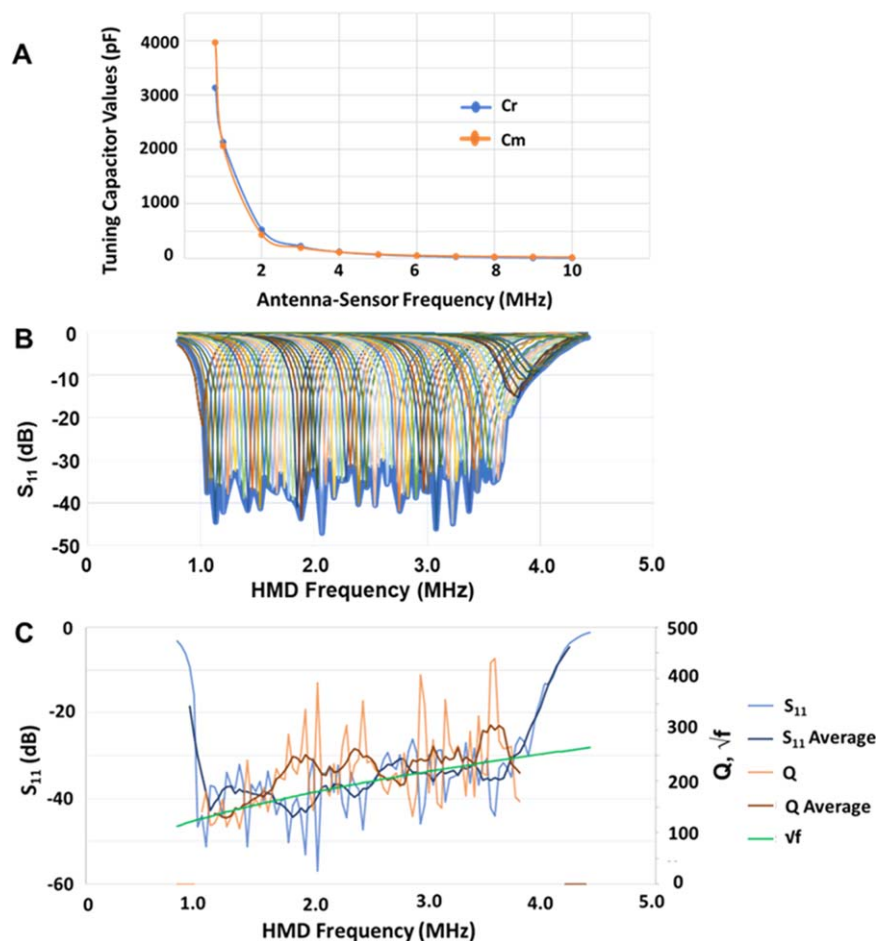 A
Tuning Capacitor Values (pF)
4000
3000
2000
1000
0
Cr
Cm
2 4 6 8 10
Antenna-Sensor Frequency (MHz)
B
S11 (dB)
0
-10
-20
-30
-40
-50
0 1.0 2.0 3.0 4.0 5.0
HMD Frequency (MHz)
C
S11 (dB)
0
-20
-40
-60
500
400
300
200
100
0
Q, √f
S11
S11 Average
Q
Q Average
√f
0 1.0 2.0 3.0 4.0 5.0
HMD Frequency (MHz)